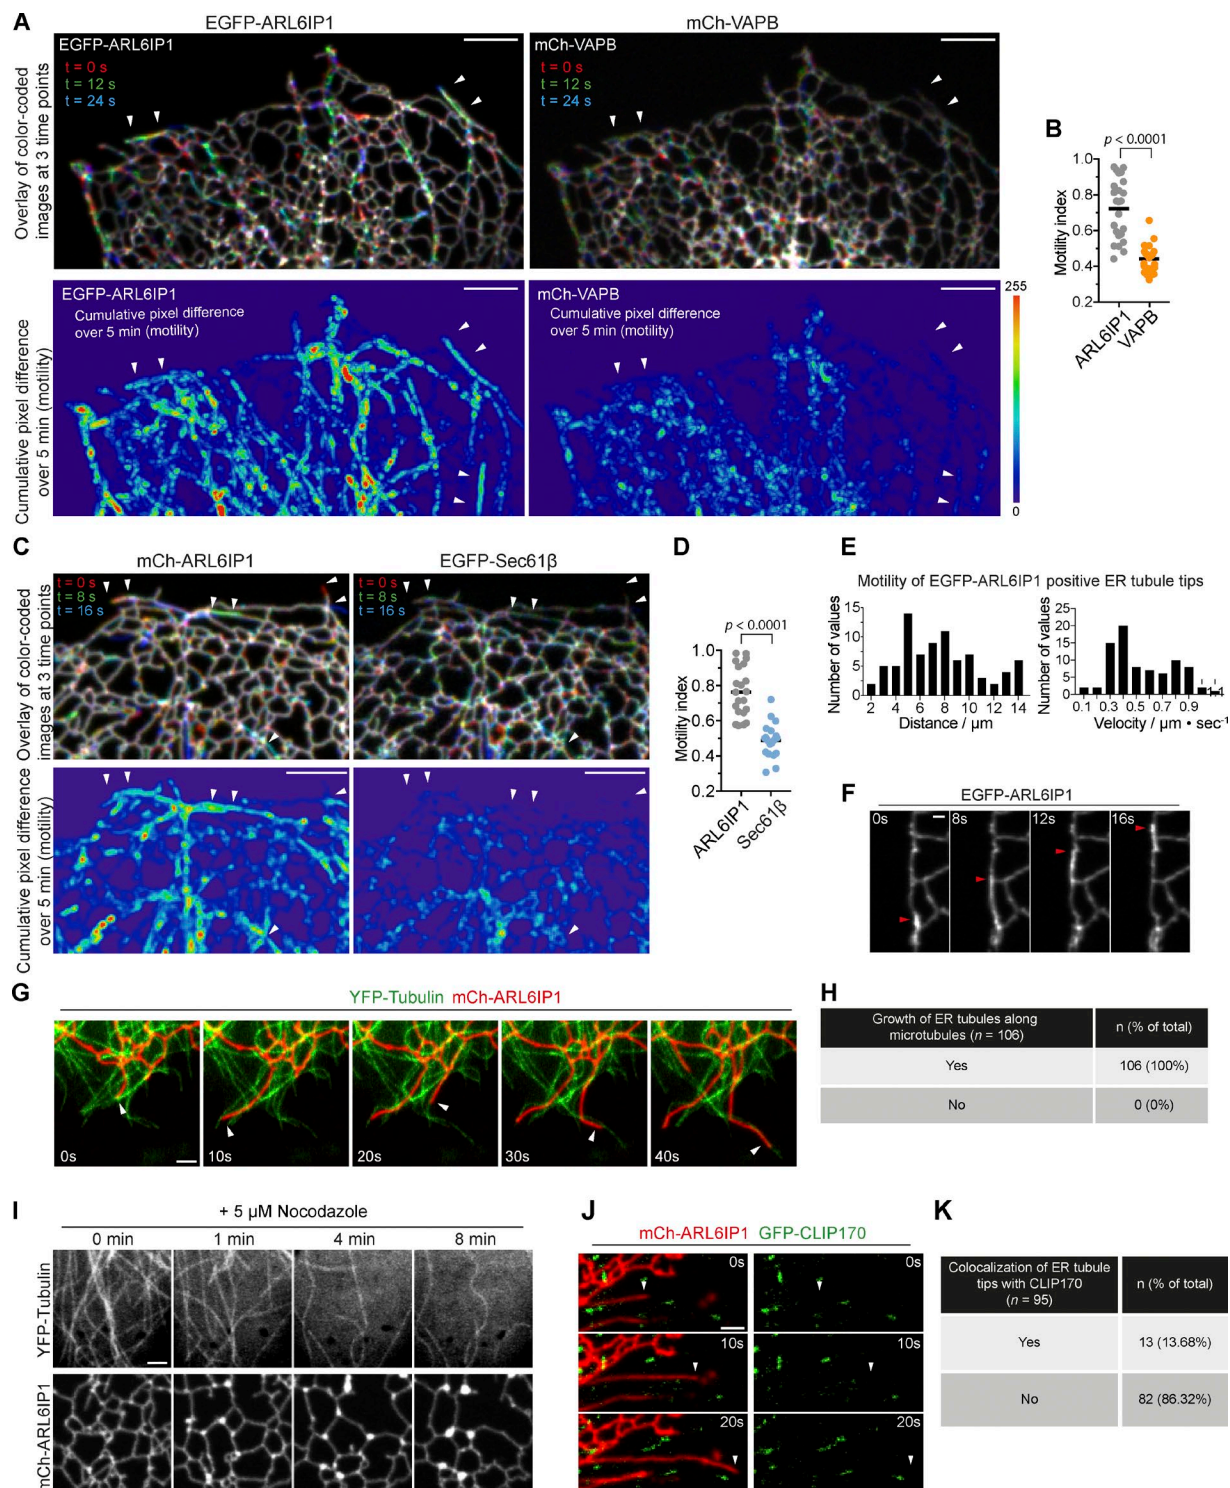 A
EGFP-ARL6IP1
mCh-VAPB
Overlay of color-coded
images at 3 time points
EGFP-ARL6IP1
t = 0 s
t = 12 s
t = 24 s
mCh-VAPB
t = 0 s
t = 12 s
t = 24 s
Cumulative pixel difference
over 5 min (motility)
EGFP-ARL6IP1
Cumulative pixel difference
over 5 min (motility)
mCh-VAPB
Cumulative pixel difference
over 5 min (motility)
255
0
B
p < 0.0001
Motility index
1.0
0.8
0.6
0.4
0.2
ARL6IP1
VAPB
C
mCh-ARL6IP1
EGFP-Sec61β
Overlay of color-coded
images at 3 time points
t = 0 s
t = 8 s
t = 16 s
t = 0 s
t = 8 s
t = 16 s
Cumulative pixel difference
over 5 min (motility)
D
p < 0.0001
Motility index
1.0
0.8
0.6
0.4
0.2
ARL6IP1
Sec61β
E
Motility of EGFP-ARL6IP1 positive ER tubule tips
Number of values
15
10
5
0
2 4 6 8 10 12 14
Distance / µm
Number of values
25
20
15
10
5
0
0.1 0.3 0.5 0.7 0.9
Velocity / µm • sec⁻¹
F
EGFP-ARL6IP1
0s 8s 12s 16s
G
YFP-Tubulin mCh-ARL6IP1
0s 10s 20s 30s 40s
H
Growth of ER tubules along
microtubules (n = 106)
n (% of total)
Yes 106 (100%)
No 0 (0%)
I
+ 5 µM Nocodazole
0 min 1 min 4 min 8 min
YFP-Tubulin
mCh-ARL6IP1
J
mCh-ARL6IP1 GFP-CLIP170
0s 0s
10s 10s
20s 20s
K
Colocalization of ER tubule
tips with CLIP170
(n = 95)
n (% of total)
Yes 13 (13.68%)
No 82 (86.32%)